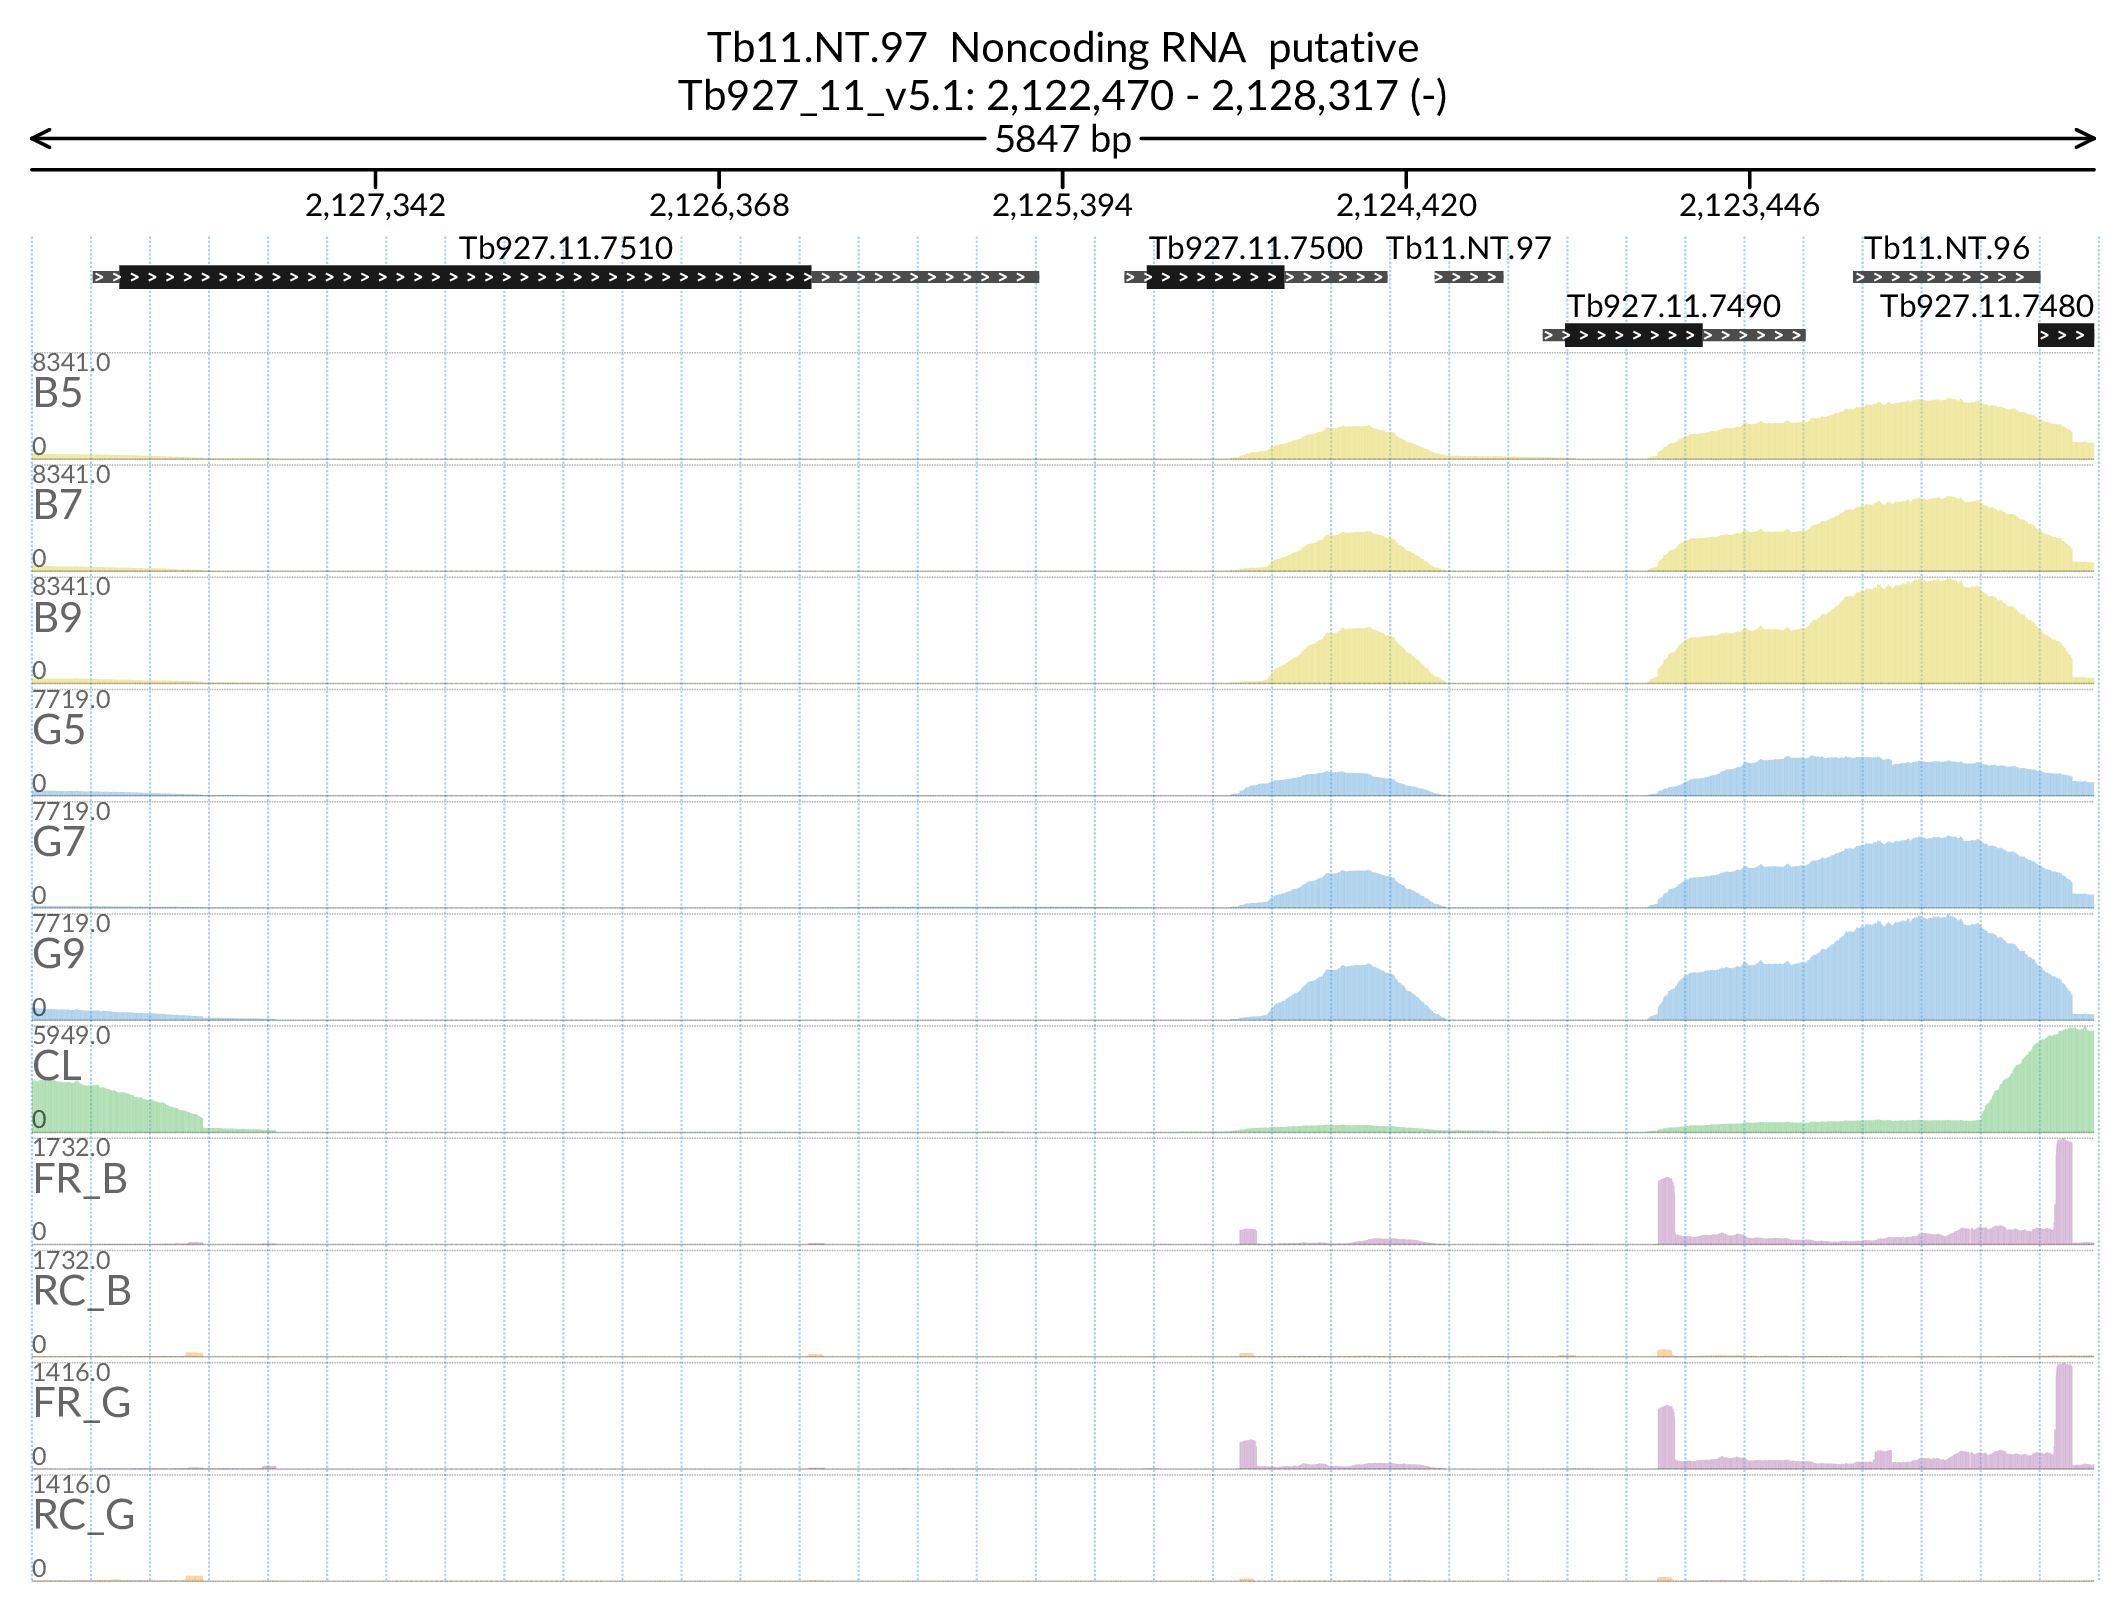 Tb11.NT.97  Noncoding RNA  putative
Tb927_11_v5.1: 2,122,470 - 2,128,317 (-)
5847 bp
2,127,342 2,126,368 2,125,394 2,124,420 2,123,446
Tb927.11.7510 Tb927.11.7500 Tb11.NT.97 Tb11.NT.96
Tb927.11.7490 Tb927.11.7480
8341.0
B5
0
8341.0
B7
0
8341.0
B9
0
7719.0
G5
0
7719.0
G7
0
7719.0
G9
0
5949.0
CL
0
1732.0
FR_B
0
1732.0
RC_B
0
1416.0
FR_G
0
1416.0
RC_G
0